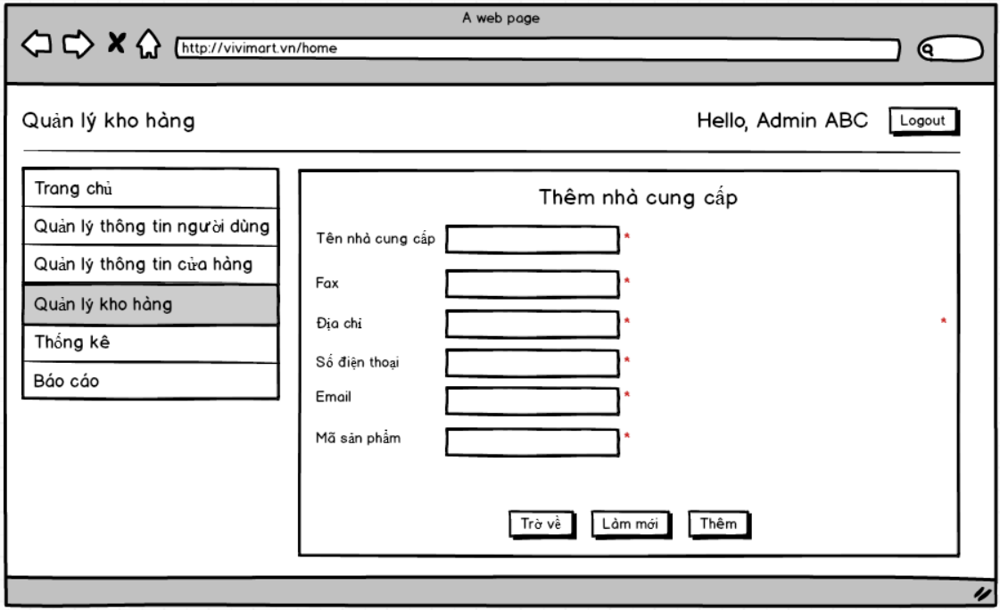 A web page
http://vivimart.vn/home
Quản lý kho hàng
Hello, Admin ABC
Logout
Trang chủ
Quản lý thông tin người dùng
Quản lý thông tin cửa hàng
Quản lý kho hàng
Thống kê
Báo cáo
Thêm nhà cung cấp
Tên nhà cung cấp *
Fax *
Địa chỉ * *
Số điện thoại *
Email *
Mã sản phẩm *
Trở về
Làm mới
Thêm